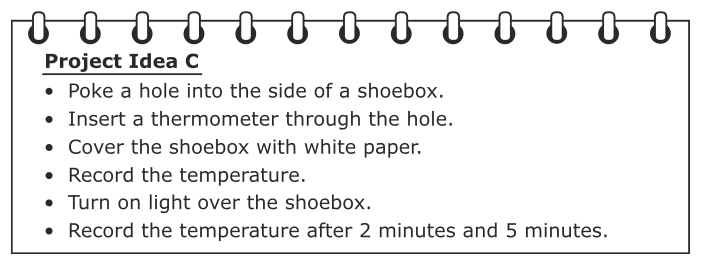 Project Idea C
• Poke a hole into the side of a shoebox.
• Insert a thermometer through the hole.
• Cover the shoebox with white paper.
• Record the temperature.
• Turn on light over the shoebox.
• Record the temperature after 2 minutes and 5 minutes.